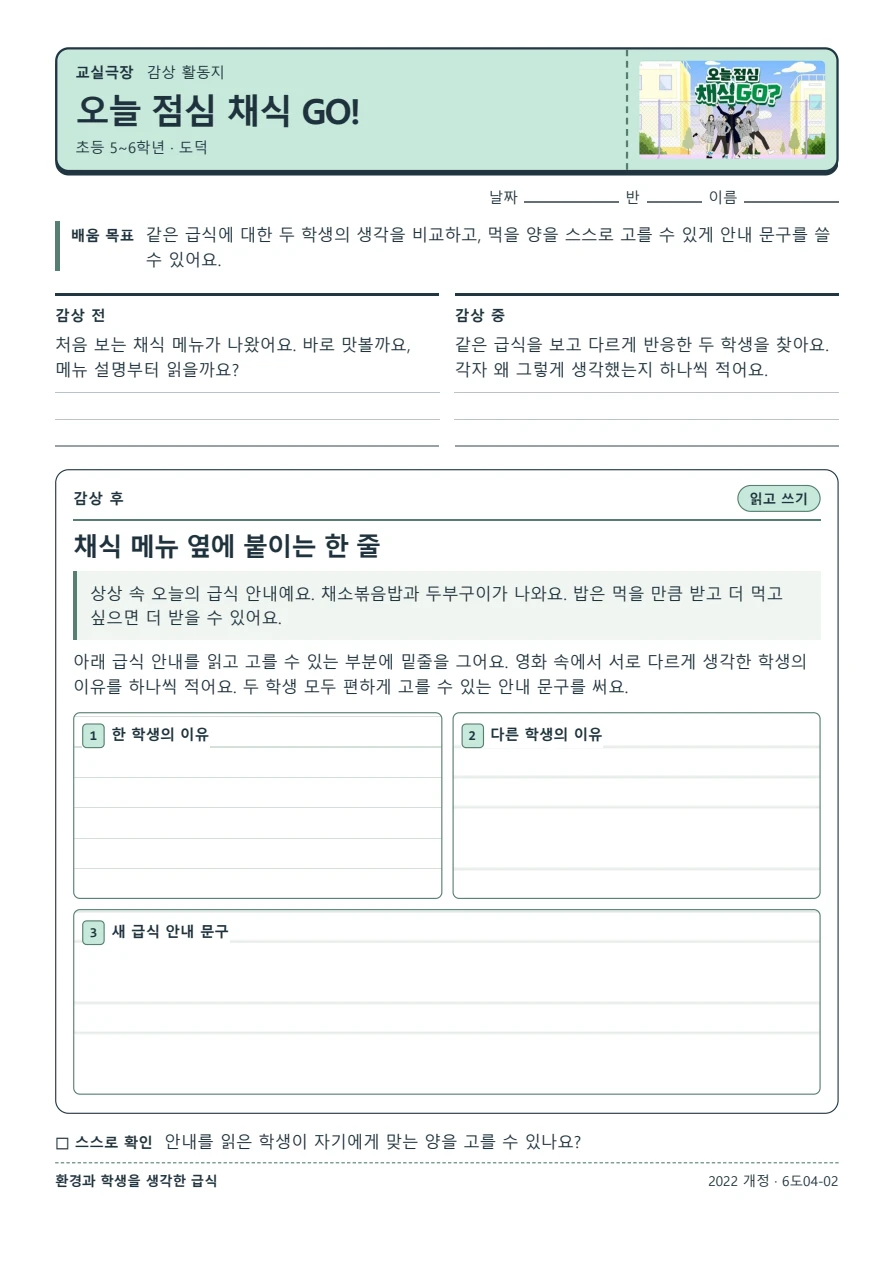 교실극장 감상 활동지
오늘 점심 채식 GO!
초등 5~6학년 · 도덕
오늘 점심
채식GO?
날짜 반 이름
배움 목표 같은 급식에 대한 두 학생의 생각을 비교하고, 먹을 양을 스스로 고를 수 있게 안내 문구를 쓸
수 있어요.
감상 전
처음 보는 채식 메뉴가 나왔어요. 바로 맛볼까요,
메뉴 설명부터 읽을까요?
감상 중
같은 급식을 보고 다르게 반응한 두 학생을 찾아요.
각자 왜 그렇게 생각했는지 하나씩 적어요.
감상 후
읽고 쓰기
채식 메뉴 옆에 붙이는 한 줄
상상 속 오늘의 급식 안내예요. 채소볶음밥과 두부구이가 나와요. 밥은 먹을 만큼 받고 더 먹고
싶으면 더 받을 수 있어요.
아래 급식 안내를 읽고 고를 수 있는 부분에 밑줄을 그어요. 영화 속에서 서로 다르게 생각한 학생의
이유를 하나씩 적어요. 두 학생 모두 편하게 고를 수 있는 안내 문구를 써요.
1 한 학생의 이유
2 다른 학생의 이유
3 새 급식 안내 문구
□ 스스로 확인 안내를 읽은 학생이 자기에게 맞는 양을 고를 수 있나요?
환경과 학생을 생각한 급식
2022 개정 · 6도04-02